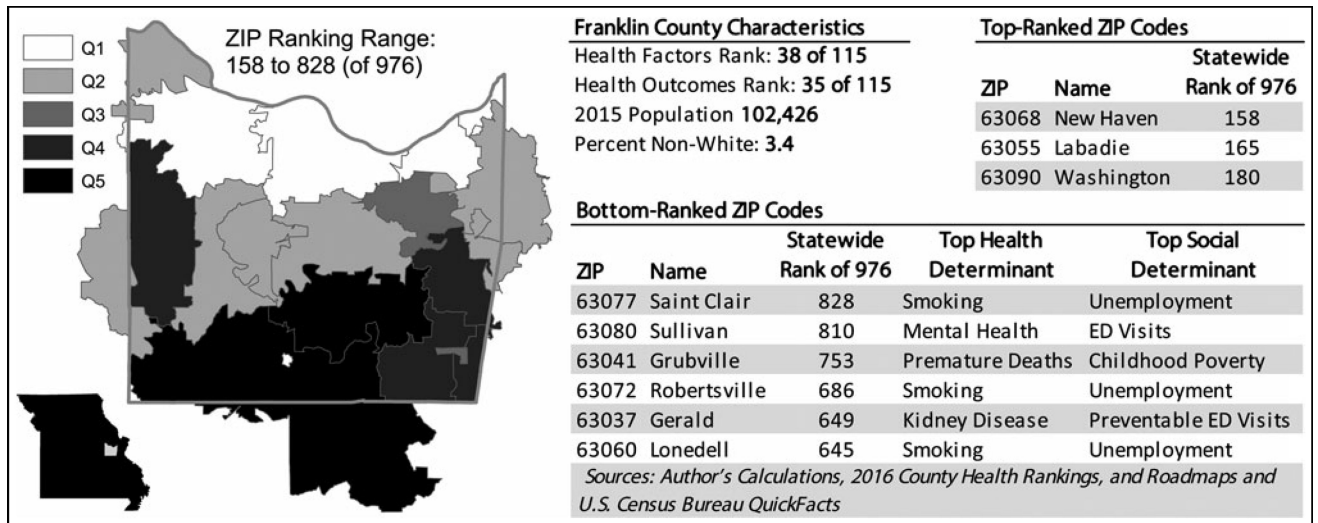 Q1
Q2
Q3
Q4
Q5
ZIP Ranking Range:
158 to 828 (of 976)
Franklin County Characteristics
Health Factors Rank: 38 of 115
Health Outcomes Rank: 35 of 115
2015 Population 102,426
Percent Non-White: 3.4
Top-Ranked ZIP Codes
Statewide
ZIP Name Rank of 976
63068 New Haven 158
63055 Labadie 165
63090 Washington 180
Bottom-Ranked ZIP Codes
Statewide Top Health Top Social
ZIP Name Rank of 976 Determinant Determinant
63077 Saint Clair 828 Smoking Unemployment
63080 Sullivan 810 Mental Health ED Visits
63041 Grubville 753 Premature Deaths Childhood Poverty
63072 Robertsville 686 Smoking Unemployment
63037 Gerald 649 Kidney Disease Preventable ED Visits
63060 Lonedell 645 Smoking Unemployment
Sources: Author's Calculations, 2016 County Health Rankings, and Roadmaps and
U.S. Census Bureau QuickFacts